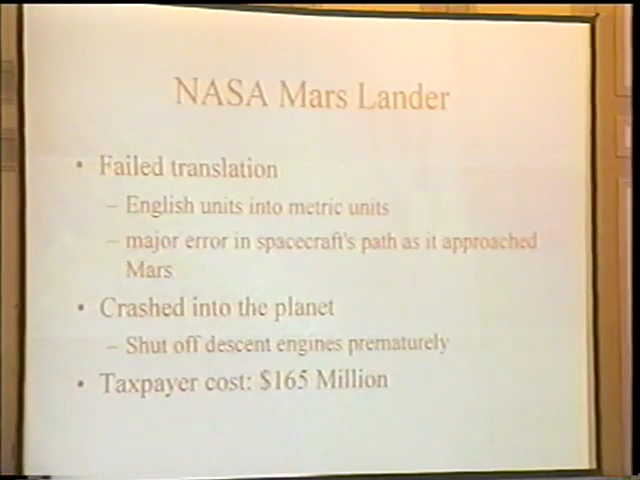 NASA Mars Lander
• Failed translation
– English units into metric units
– major error in spacecraft's path as it approached
Mars
• Crashed into the planet
– Shut off descent engines prematurely
• Taxpayer cost: $165 Million